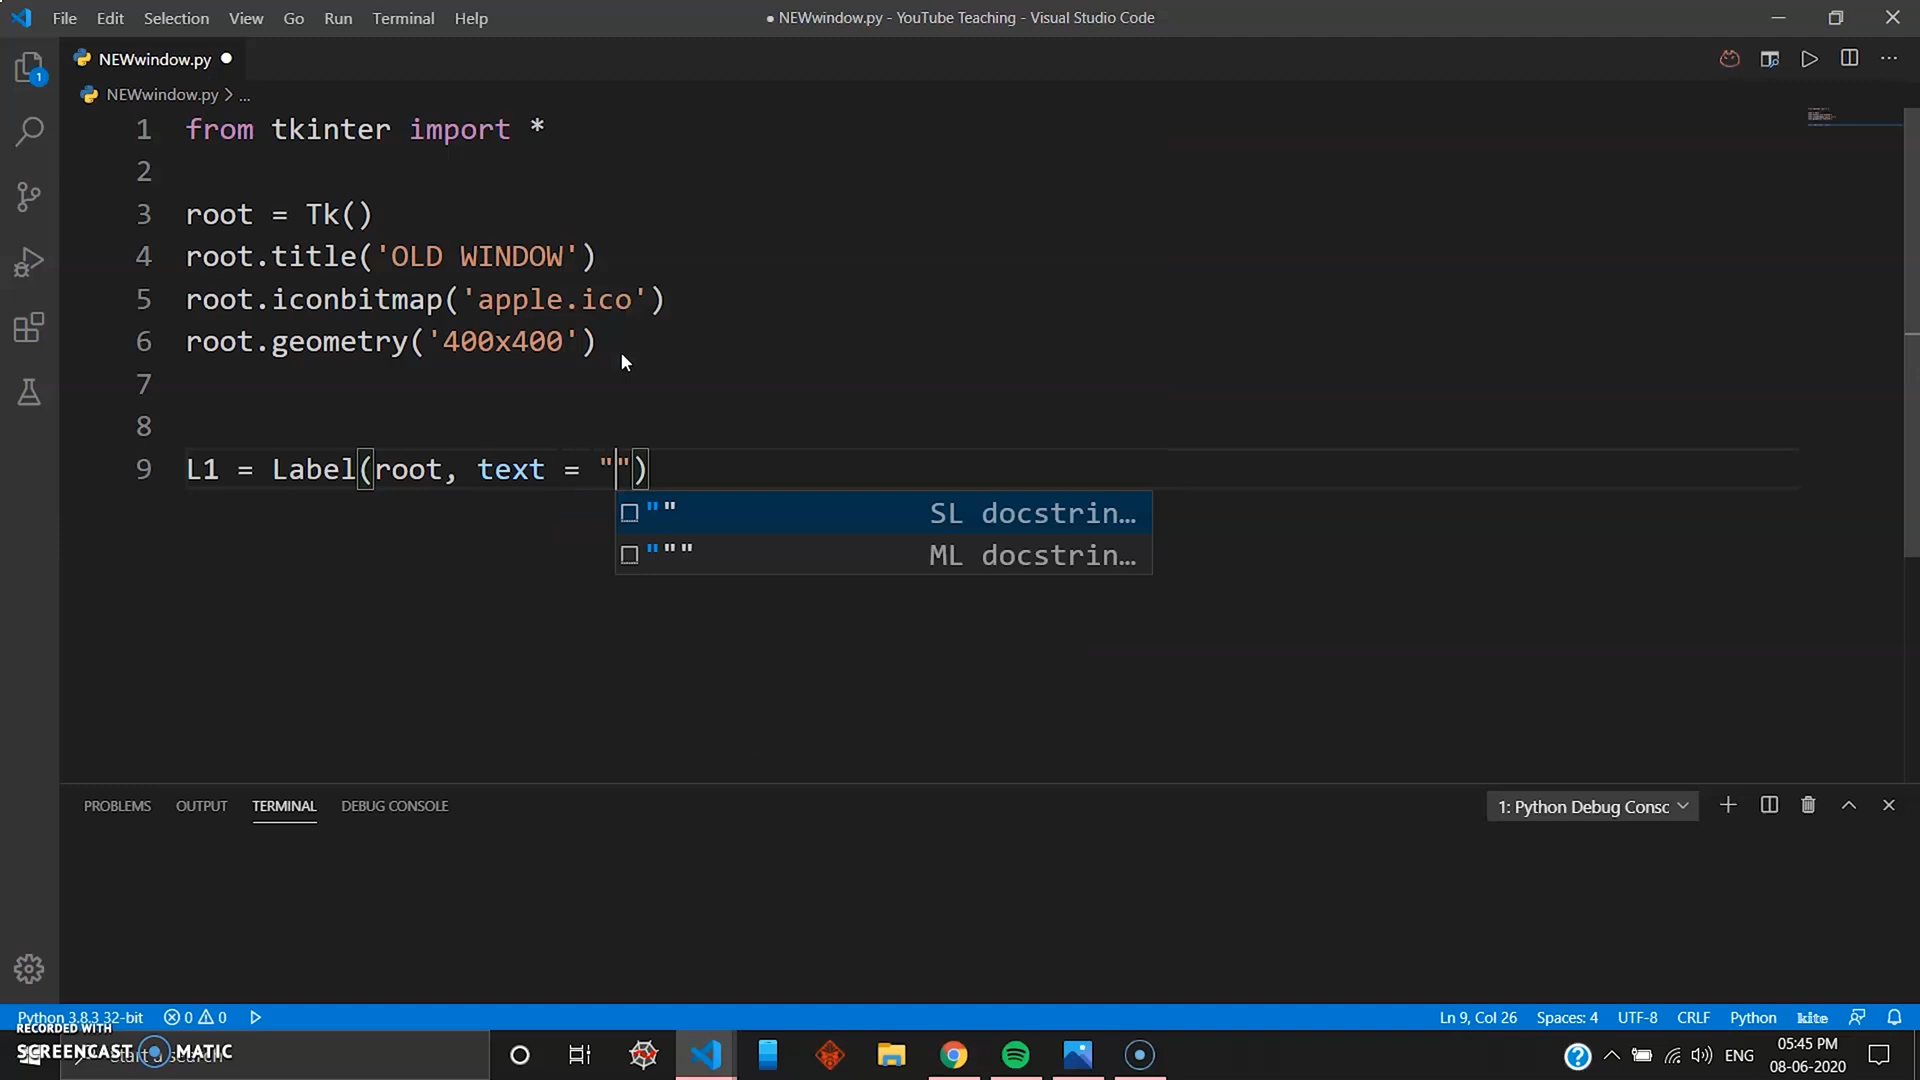 File Edit Selection View Go Run Terminal Help
● NEWwindow.py - YouTube Teaching - Visual Studio Code
NEWwindow.py
NEWwindow.py > ...
1 from tkinter import *
2
3 root = Tk()
4 root.title('OLD WINDOW')
5 root.iconbitmap('apple.ico')
6 root.geometry('400x400')
7
8
9 L1 = Label(root, text = "")
"" SL docstrin…
""" ML docstrin…
1
PROBLEMS OUTPUT TERMINAL DEBUG CONSOLE
1: Python Debug Consc
Python 3.8.3 32-bit 0 0
Ln 9, Col 26 Spaces: 4 UTF-8 CRLF Python kite
RECORDED WITH
SCREENCAST MATIC
Start a search
ENG
05:45 PM
08-06-2020